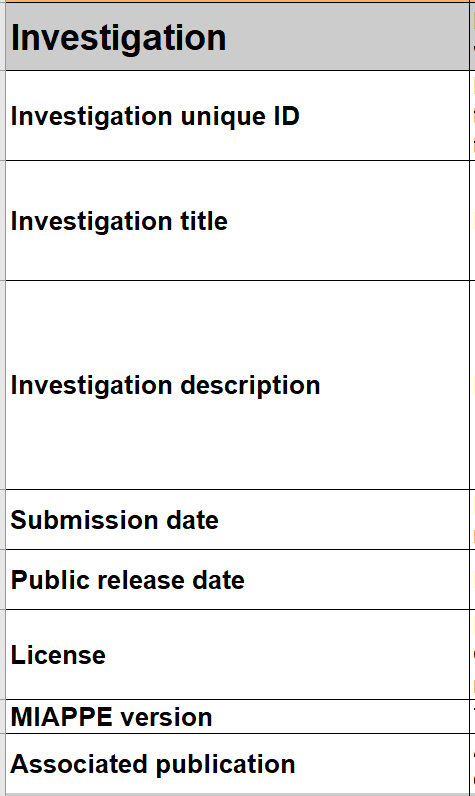 Investigation
Investigation unique ID
Investigation title
Investigation description
Submission date
Public release date
License
MIAPPE version
Associated publication